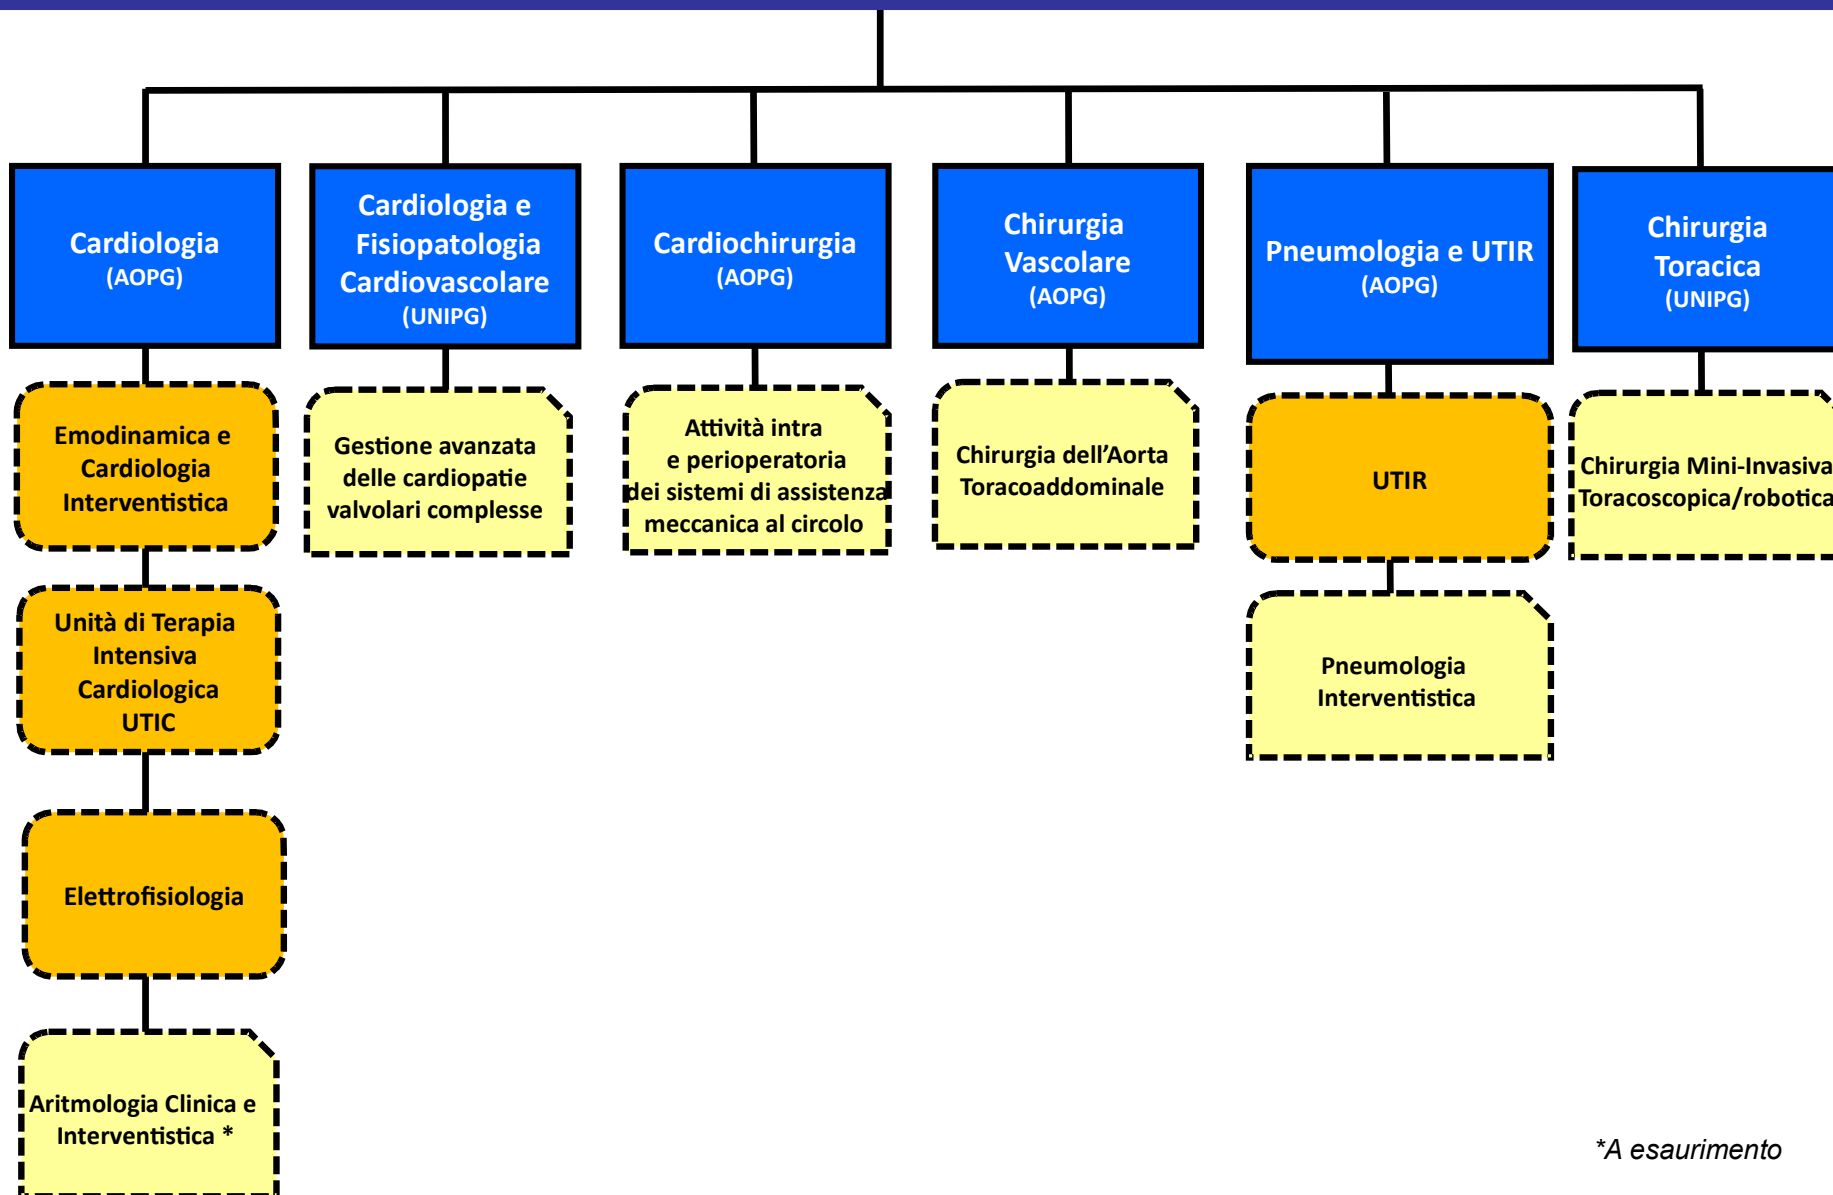 Cardiologia
(AOPG)
Cardiologia e
Fisiopatologia
Cardiovascolare
(UNIPG)
Cardiochirurgia
(AOPG)
Chirurgia
Vascolare
(AOPG)
Pneumologia e UTIR
(AOPG)
Chirurgia
Toracica
(UNIPG)
Emodinamica e
Cardiologia
Interventistica
Gestione avanzata
delle cardiopatie
valvolari complesse
Attività intra
e perioperatoria
dei sistemi di assistenza
meccanica al circolo
Chirurgia dell'Aorta
Toracoaddominale
UTIR
Chirurgia Mini-Invasiva
Toracoscopica/robotica
Unità di Terapia
Intensiva
Cardiologica
UTIC
Pneumologia
Interventistica
Elettrofisiologia
Aritmologia Clinica e
Interventistica *
*A esaurimento